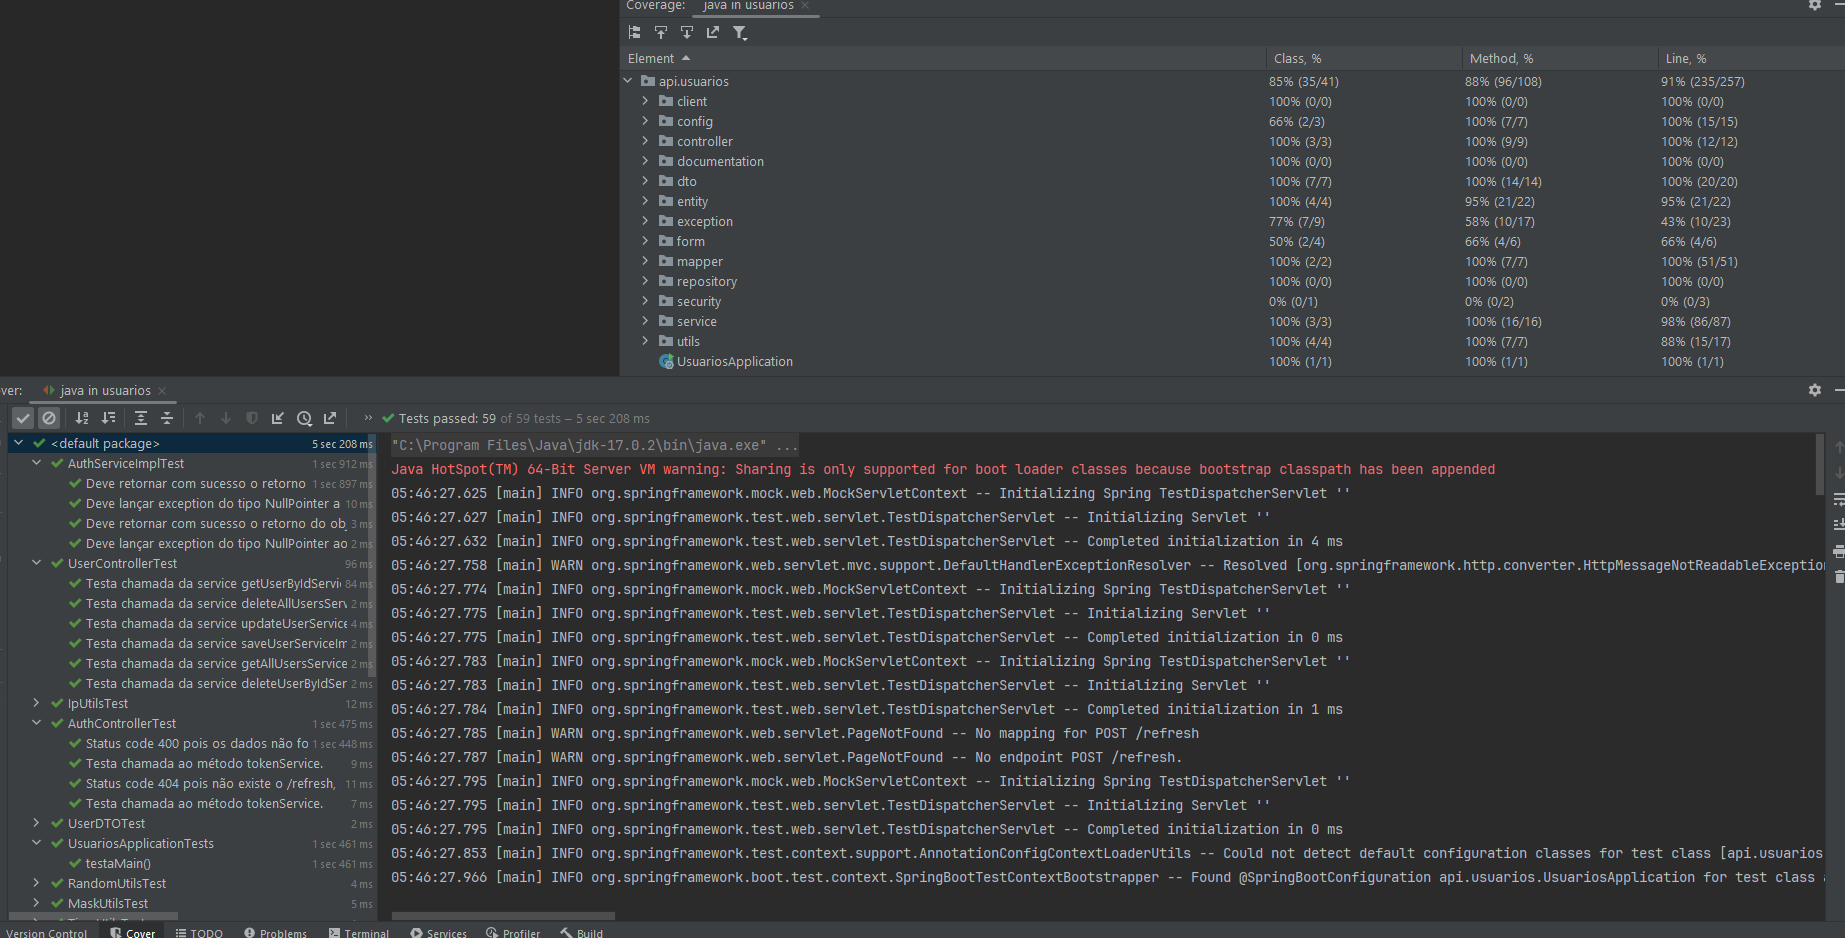 Coverage: java in usuarios
Element Class, % Method, % Line, %
api.usuarios 85% (35/41) 88% (96/108) 91% (235/257)
client 100% (0/0) 100% (0/0) 100% (0/0)
config 66% (2/3) 100% (7/7) 100% (15/15)
controller 100% (3/3) 100% (9/9) 100% (12/12)
documentation 100% (0/0) 100% (0/0) 100% (0/0)
dto 100% (7/7) 100% (14/14) 100% (20/20)
entity 100% (4/4) 95% (21/22) 95% (21/22)
exception 77% (7/9) 58% (10/17) 43% (10/23)
form 50% (2/4) 66% (4/6) 66% (4/6)
mapper 100% (2/2) 100% (7/7) 100% (51/51)
repository 100% (0/0) 100% (0/0) 100% (0/0)
security 0% (0/1) 0% (0/2) 0% (0/3)
service 100% (3/3) 100% (16/16) 98% (86/87)
utils 100% (4/4) 100% (7/7) 88% (15/17)
UsuariosApplication 100% (1/1) 100% (1/1) 100% (1/1)
ver: java in usuarios
» Tests passed: 59 of 59 tests – 5 sec 208 ms
<default package> 5 sec 208 ms
AuthServiceImplTest 1 sec 912 ms
Deve retornar com sucesso o retorno 1 sec 897 ms
Deve lançar exception do tipo NullPointer a 10 ms
Deve retornar com sucesso o retorno do obj 3 ms
Deve lançar exception do tipo NullPointer ao 2 ms
UserControllerTest 96 ms
Testa chamada da service getUserByIdServi 84 ms
Testa chamada da service deleteAllUsersServ 2 ms
Testa chamada da service updateUserService 4 ms
Testa chamada da service saveUserServiceIm 2 ms
Testa chamada da service getAllUsersService 2 ms
Testa chamada da service deleteUserByIdSer 2 ms
IpUtilsTest 12 ms
AuthControllerTest 1 sec 475 ms
Status code 400 pois os dados não fo 1 sec 448 ms
Testa chamada ao método tokenService. 9 ms
Status code 404 pois não existe o /refresh, 11 ms
Testa chamada ao método tokenService. 7 ms
UserDTOTest 2 ms
UsuariosApplicationTests 1 sec 461 ms
testaMain() 1 sec 461 ms
RandomUtilsTest 4 ms
MaskUtilsTest 5 ms
"C:\Program Files\Java\jdk-17.0.2\bin\java.exe" ...
Java HotSpot(TM) 64-Bit Server VM warning: Sharing is only supported for boot loader classes because bootstrap classpath has been appended
05:46:27.625 [main] INFO org.springframework.mock.web.MockServletContext -- Initializing Spring TestDispatcherServlet ''
05:46:27.627 [main] INFO org.springframework.test.web.servlet.TestDispatcherServlet -- Initializing Servlet ''
05:46:27.632 [main] INFO org.springframework.test.web.servlet.TestDispatcherServlet -- Completed initialization in 4 ms
05:46:27.758 [main] WARN org.springframework.web.servlet.mvc.support.DefaultHandlerExceptionResolver -- Resolved [org.springframework.http.converter.HttpMessageNotReadableException
05:46:27.774 [main] INFO org.springframework.mock.web.MockServletContext -- Initializing Spring TestDispatcherServlet ''
05:46:27.775 [main] INFO org.springframework.test.web.servlet.TestDispatcherServlet -- Initializing Servlet ''
05:46:27.775 [main] INFO org.springframework.test.web.servlet.TestDispatcherServlet -- Completed initialization in 0 ms
05:46:27.783 [main] INFO org.springframework.mock.web.MockServletContext -- Initializing Spring TestDispatcherServlet ''
05:46:27.783 [main] INFO org.springframework.test.web.servlet.TestDispatcherServlet -- Initializing Servlet ''
05:46:27.784 [main] INFO org.springframework.test.web.servlet.TestDispatcherServlet -- Completed initialization in 1 ms
05:46:27.785 [main] WARN org.springframework.web.servlet.PageNotFound -- No mapping for POST /refresh
05:46:27.787 [main] WARN org.springframework.web.servlet.PageNotFound -- No endpoint POST /refresh.
05:46:27.795 [main] INFO org.springframework.mock.web.MockServletContext -- Initializing Spring TestDispatcherServlet ''
05:46:27.795 [main] INFO org.springframework.test.web.servlet.TestDispatcherServlet -- Initializing Servlet ''
05:46:27.795 [main] INFO org.springframework.test.web.servlet.TestDispatcherServlet -- Completed initialization in 0 ms
05:46:27.853 [main] INFO org.springframework.test.context.support.AnnotationConfigContextLoaderUtils -- Could not detect default configuration classes for test class [api.usuarios
05:46:27.966 [main] INFO org.springframework.boot.test.context.SpringBootTestContextBootstrapper -- Found @SpringBootConfiguration api.usuarios.UsuariosApplication for test class
Version Control Cover TODO Problems Terminal Services Profiler Build